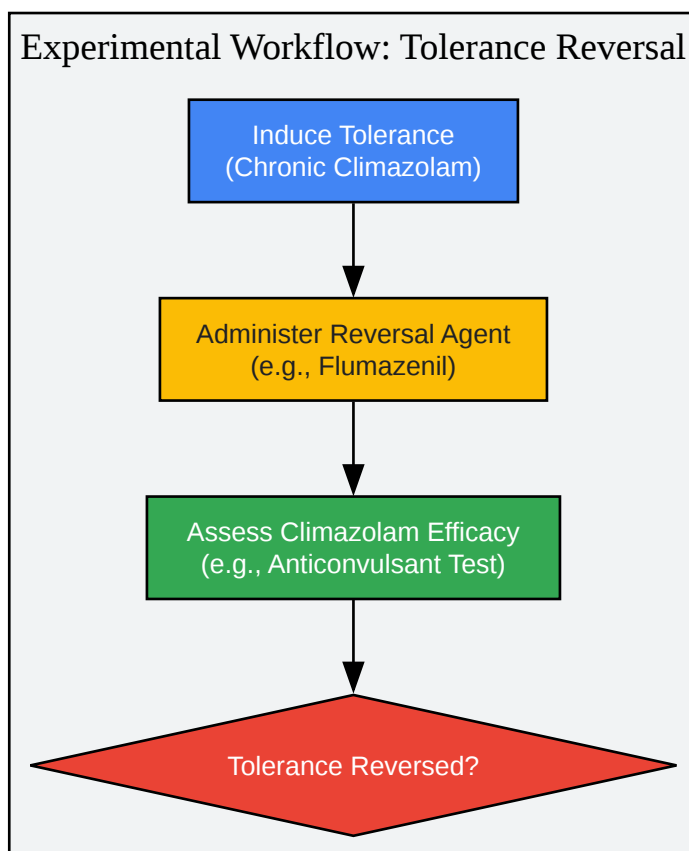 Experimental Workflow: Tolerance Reversal
Induce Tolerance
(Chronic Climazolam)
Administer Reversal Agent
(e.g., Flumazenil)
Assess Climazolam Efficacy
(e.g., Anticonvulsant Test)
Tolerance Reversed?